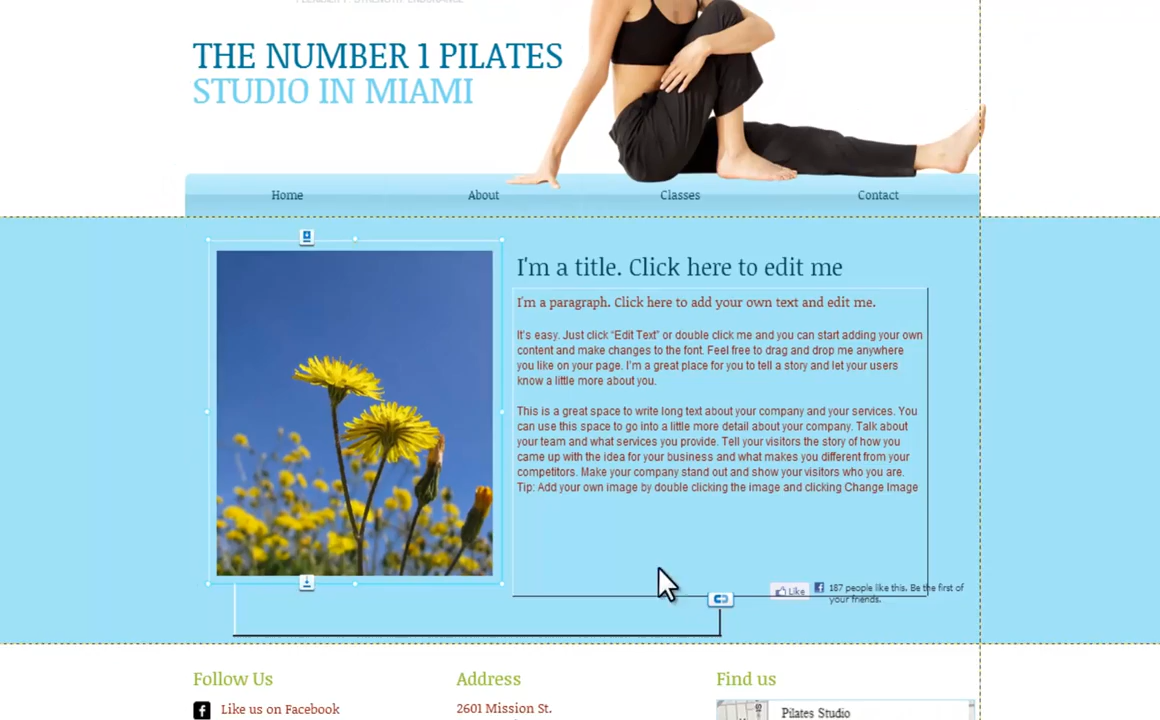 THE NUMBER 1 PILATES
STUDIO IN MIAMI
Home
About
Classes
Contact
I'm a title. Click here to edit me
I'm a paragraph. Click here to add your own text and edit me.
It's easy. Just click “Edit Text” or double click me and you can start adding your own
content and make changes to the font. Feel free to drag and drop me anywhere
you like on your page. I'm a great place for you to tell a story and let your users
know a little more about you.
This is a great space to write long text about your company and your services. You
can use this space to go into a little more detail about your company. Talk about
your team and what services you provide. Tell your visitors the story of how you
came up with the idea for your business and what makes you different from your
competitors. Make your company stand out and show your visitors who you are.
Tip: Add your own image by double clicking the image and clicking Change Image
Like
187 people like this. Be the first of
your friends.
Follow Us
Like us on Facebook
Address
2601 Mission St.
Find us
Pilates Studio